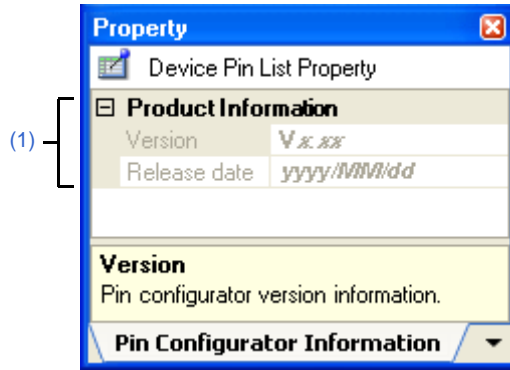 Property
Device Pin List Property
(1)
Product Information
Version V x.xx
Release date yyyy/MM/dd
Version
Pin configurator version information.
Pin Configurator Information